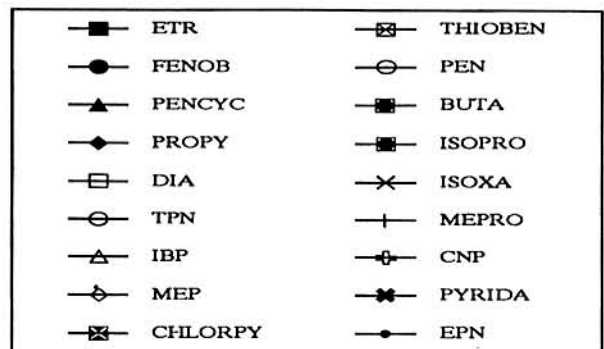 ETR THIOBEN
FENOB PEN
PENCYC BUTA
PROPY ISOPRO
DIA ISOXA
TPN MEPRO
IBP CNP
MEP PYRIDA
CHLORPY EPN